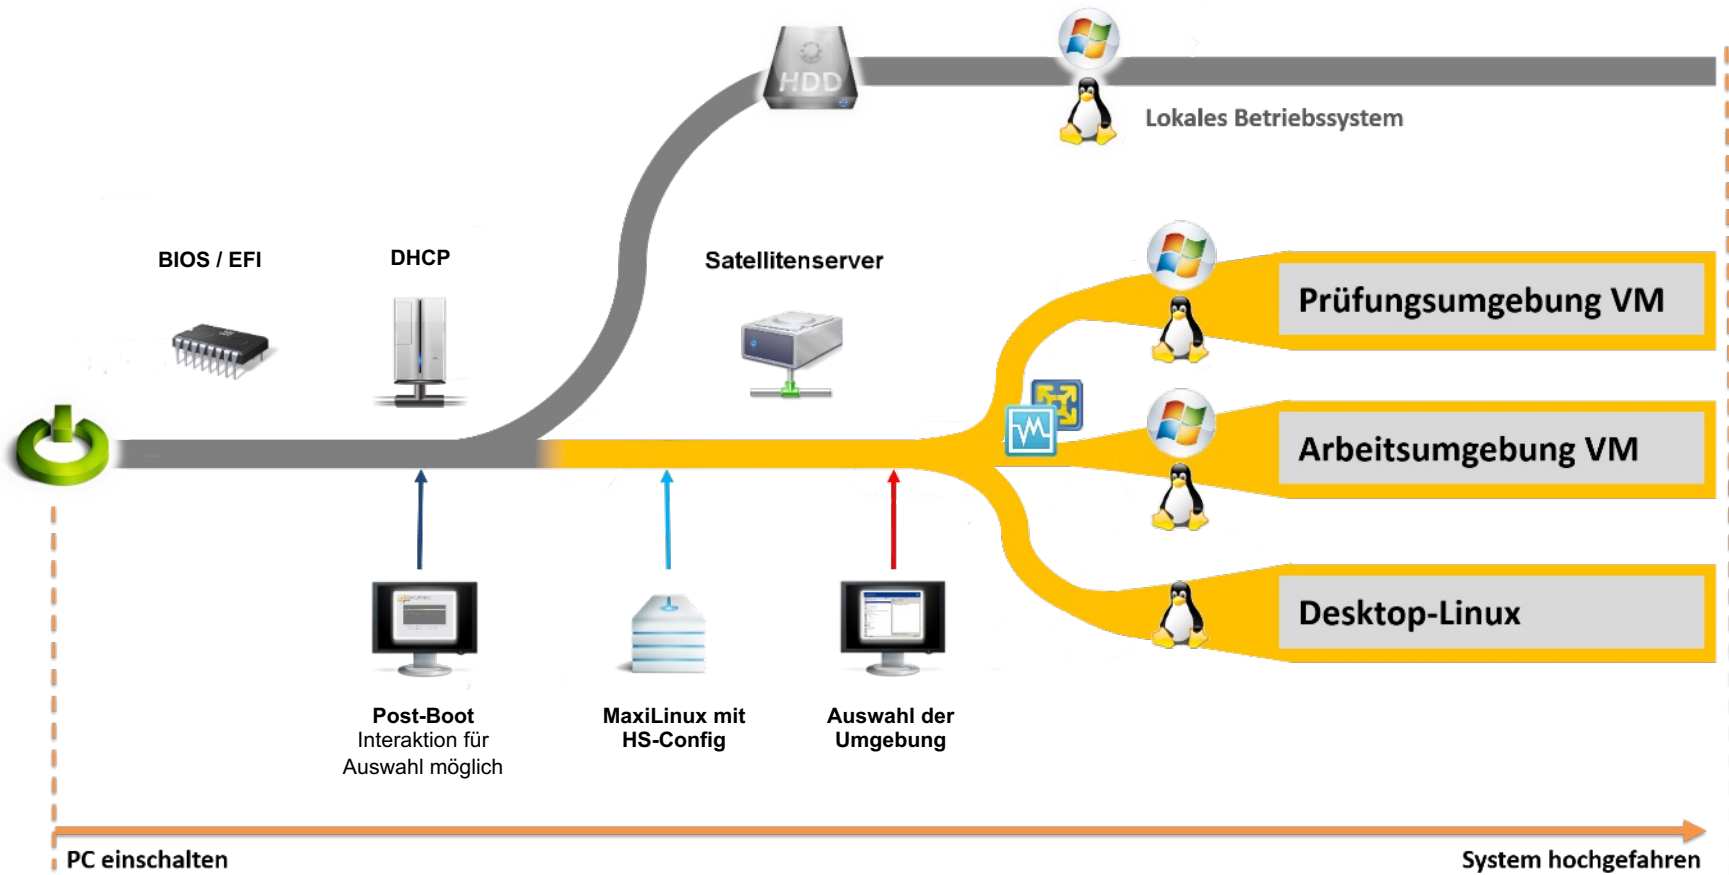 HDD
Lokales Betriebssystem
BIOS / EFI
DHCP
Satellitenserver
Prüfungsumgebung VM
Arbeitsumgebung VM
Desktop-Linux
Post-Boot
Interaktion für
Auswahl möglich
MaxiLinux mit
HS-Config
Auswahl der
Umgebung
PC einschalten
System hochgefahren